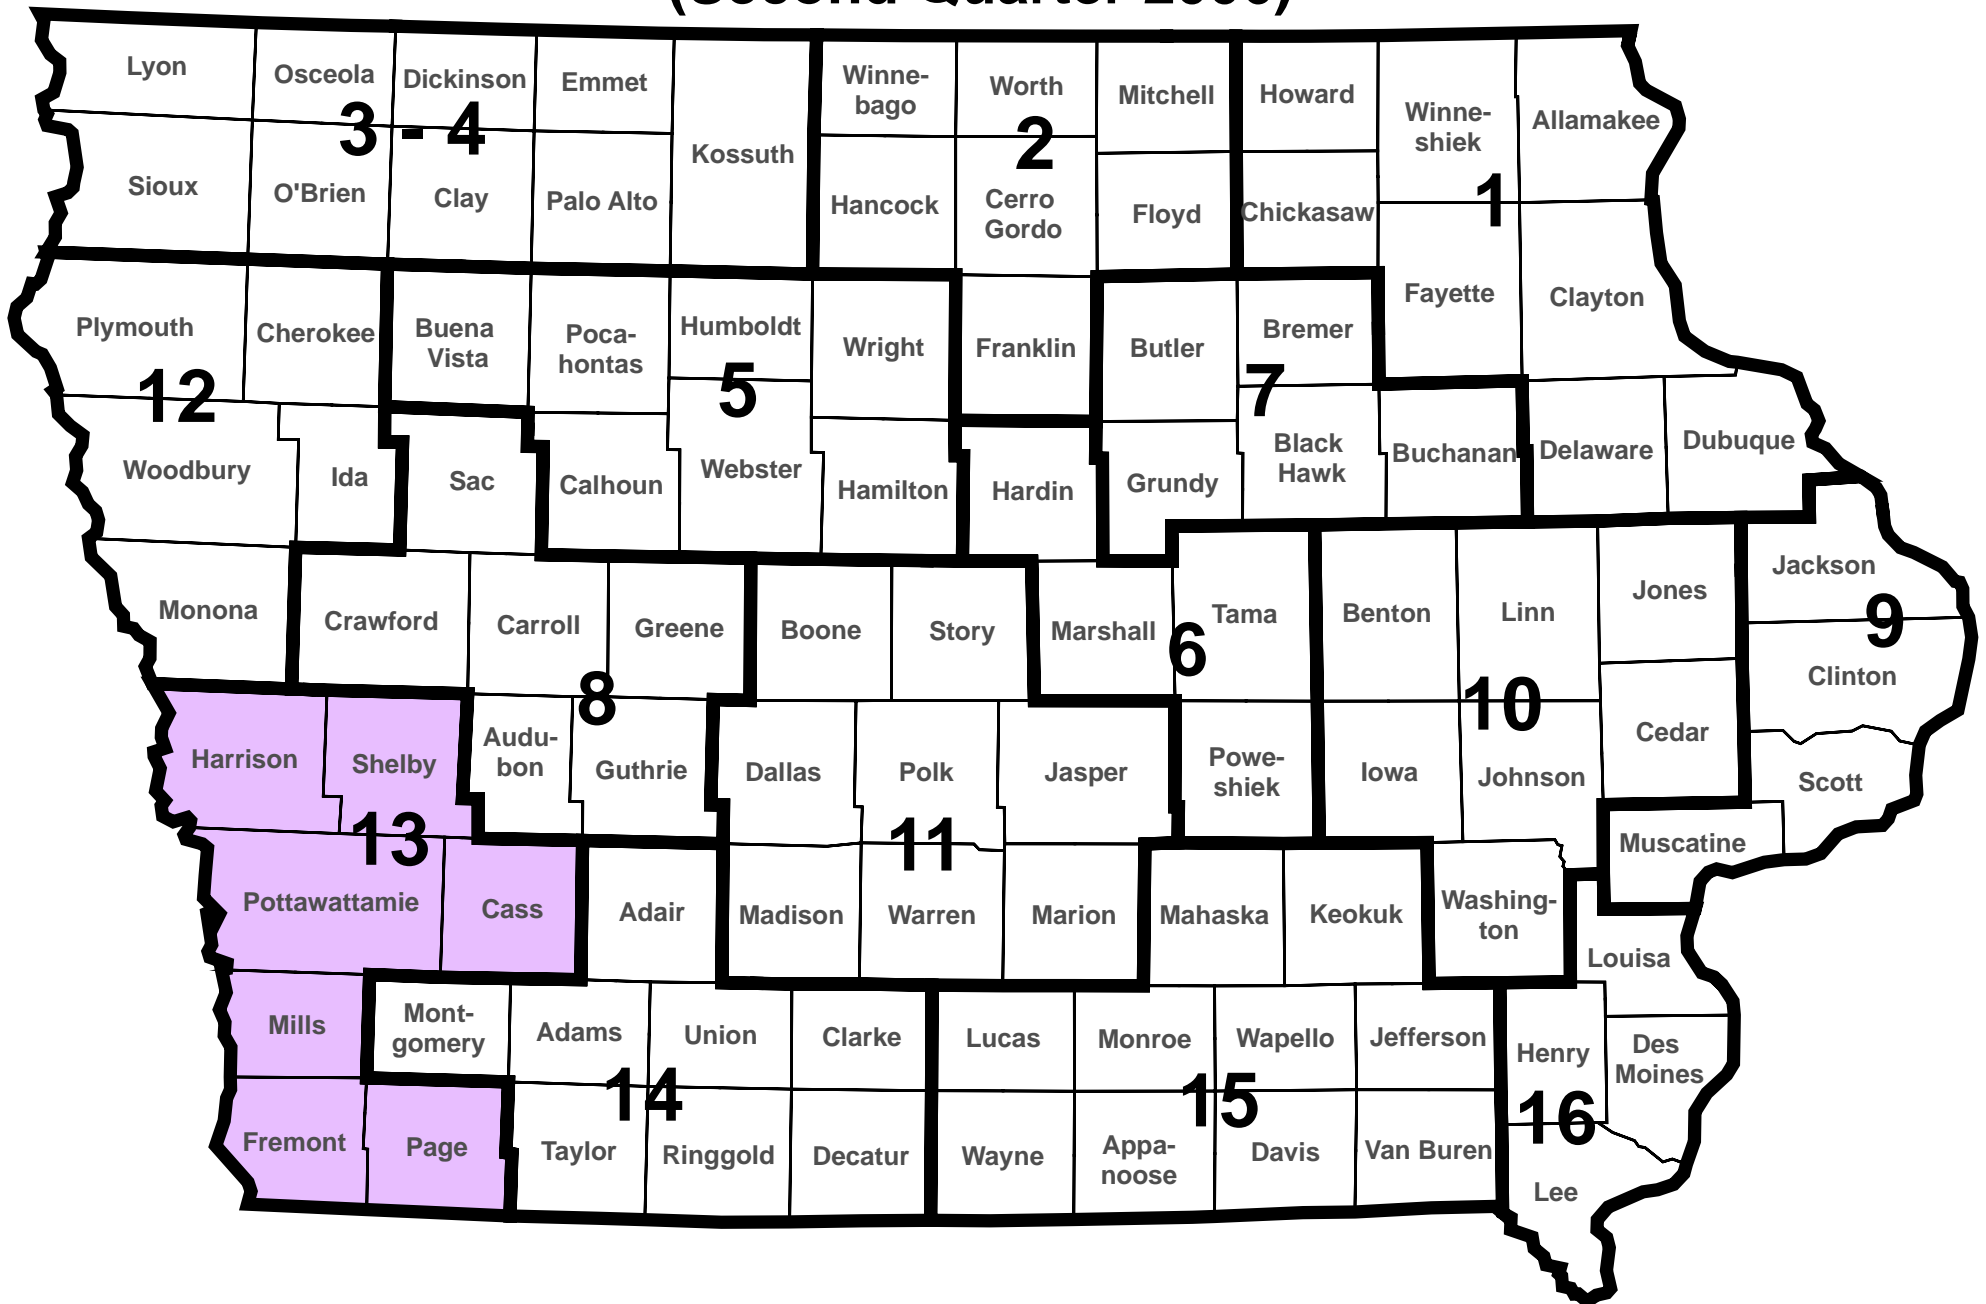 Lyon
Osceola
Dickinson
Emmet
Kossuth
Winne-
bago
Worth
Mitchell
Howard
Winne-
shiek
Allamakee
3 - 4
2
1
Sioux
O'Brien
Clay
Palo Alto
Hancock
Cerro
Gordo
Floyd
Chickasaw
Fayette
Clayton
Plymouth
Cherokee
Buena
Vista
Poca-
hontas
Humboldt
Wright
Franklin
Butler
Bremer
12
5
7
Woodbury
Ida
Sac
Calhoun
Webster
Hamilton
Hardin
Grundy
Black
Hawk
Buchanan
Delaware
Dubuque
Monona
Crawford
Carroll
Greene
Boone
Story
Marshall
Tama
Benton
Linn
Jones
Jackson
8
6
10
9
Clinton
Harrison
Shelby
Audu-
bon
Guthrie
Dallas
Polk
Jasper
Powe-
shiek
Iowa
Johnson
Cedar
Scott
13
11
Muscatine
Pottawattamie
Cass
Adair
Madison
Warren
Marion
Mahaska
Keokuk
Washing-
ton
Louisa
Mills
Mont-
gomery
Adams
Union
Clarke
Lucas
Monroe
Wapello
Jefferson
Henry
Des
Moines
14
15
16
Fremont
Page
Taylor
Ringgold
Decatur
Wayne
Appa-
noose
Davis
Van Buren
Lee